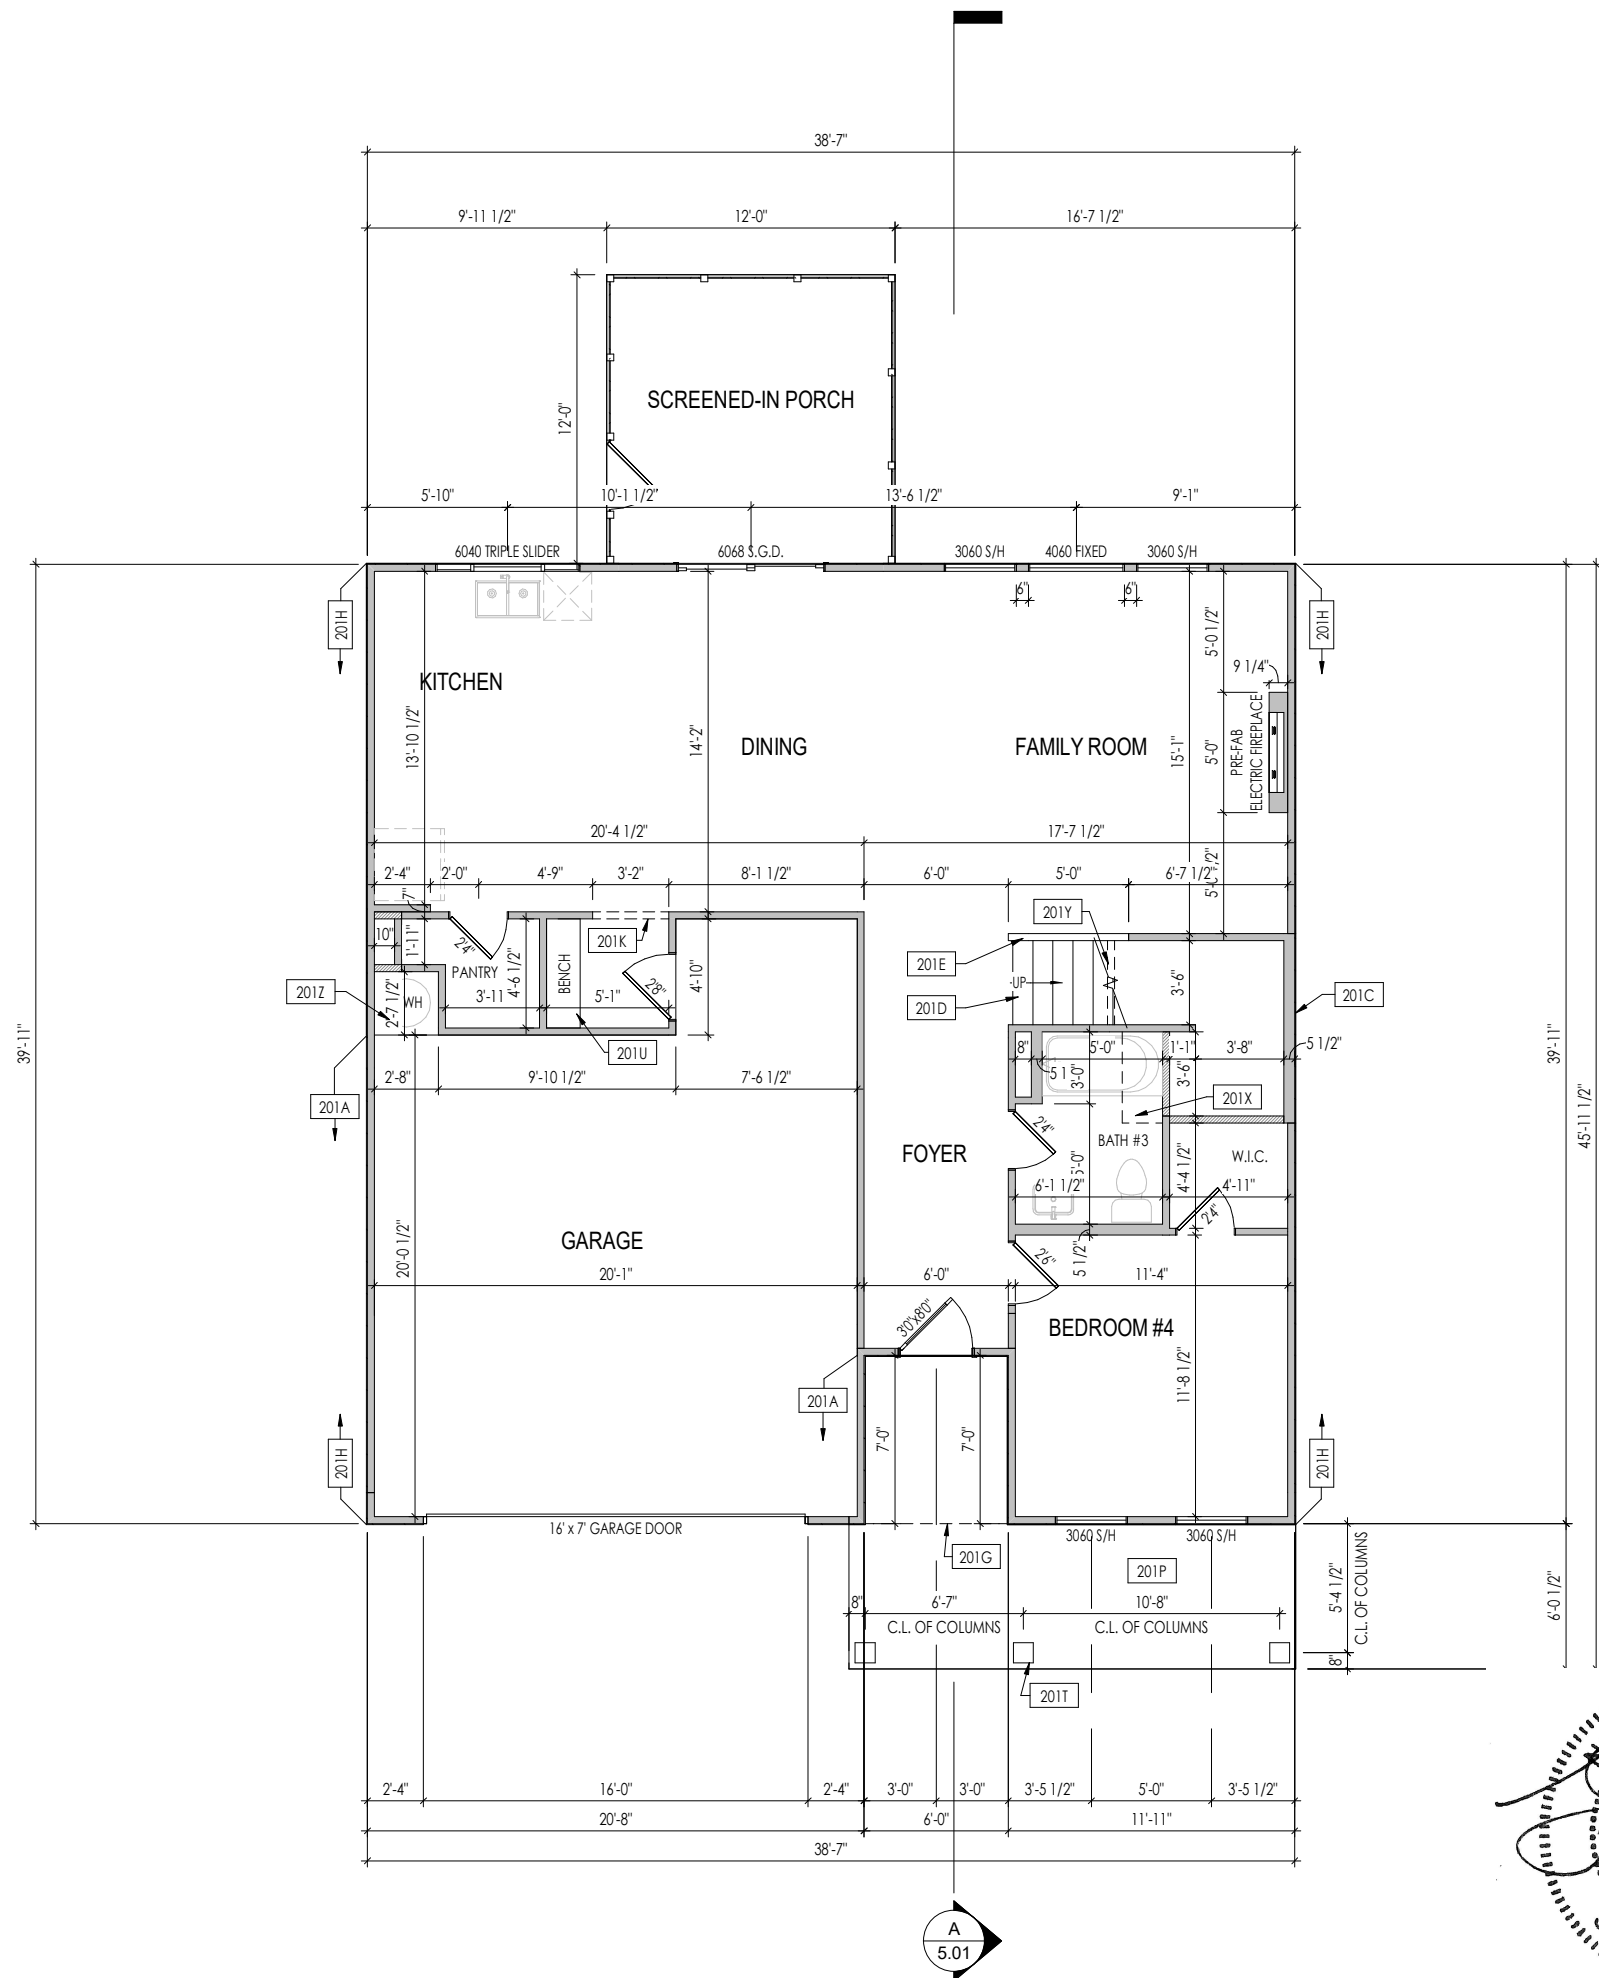 38'-7"
9'-11 1/2" 12'-0" 16'-7 1/2"
12'-0"
SCREENED-IN PORCH
5'-10" 10'-1 1/2" 13'-6 1/2" 9'-1"
6040 TRIPLE SLIDER 6068 S.G.D. 3060 S/H 4060 FIXED 3060 S/H
6" 6"
201H 201H
5'-0 1/2"
9 1/4"
KITCHEN
13'-10 1/2" 14'-2" 15'-1" 5'-0"
DINING FAMILY ROOM
PRE-FAB
ELECTRIC FIREPLACE
20'-4 1/2" 17'-7 1/2"
2'-4" 2'-0" 4'-9" 3'-2" 8'-1 1/2" 6'-0" 5'-0" 6'-7 1/2"
5'-0 1/2"
7"
201Y
10" 1'-11" 2'4" 201K
PANTRY 4'-6 1/2" BENCH 2'8" 4'-10"
201E
UP
3'-6"
201Z WH 2'-7 1/2" 3'-11 5'-1"
201D 201C
39'-11" 39'-11" 45'-11 1/2"
201U
8" 5'-0" 1'-1" 3'-8" 5 1/2"
2'-8" 9'-10 1/2" 7'-6 1/2"
3'-0" 3'-6"
201A 201X
2'4"
FOYER BATH #3 W.I.C.
5'-0" 4'-4 1/2"
6'-1 1/2" 4'-11"
2'4"
GARAGE
20'-0 1/2"
5 1/2" 2'6"
20'-1" 6'-0" 11'-4"
3'0"x8'0"
BEDROOM #4
11'-8 1/2"
201A
7'-0" 7'-0"
201H 201H
16' x 7' GARAGE DOOR 3060 S/H 3060 S/H
201G 201P
5'-4 1/2"
C.L. OF COLUMNS
6'-0 1/2"
8" 6'-7" 10'-8"
C.L. OF COLUMNS C.L. OF COLUMNS
8"
201T
2'-4" 16'-0" 2'-4" 3'-0" 3'-0" 3'-5 1/2" 5'-0" 3'-5 1/2"
20'-8" 6'-0" 11'-11"
38'-7"
A
5.01